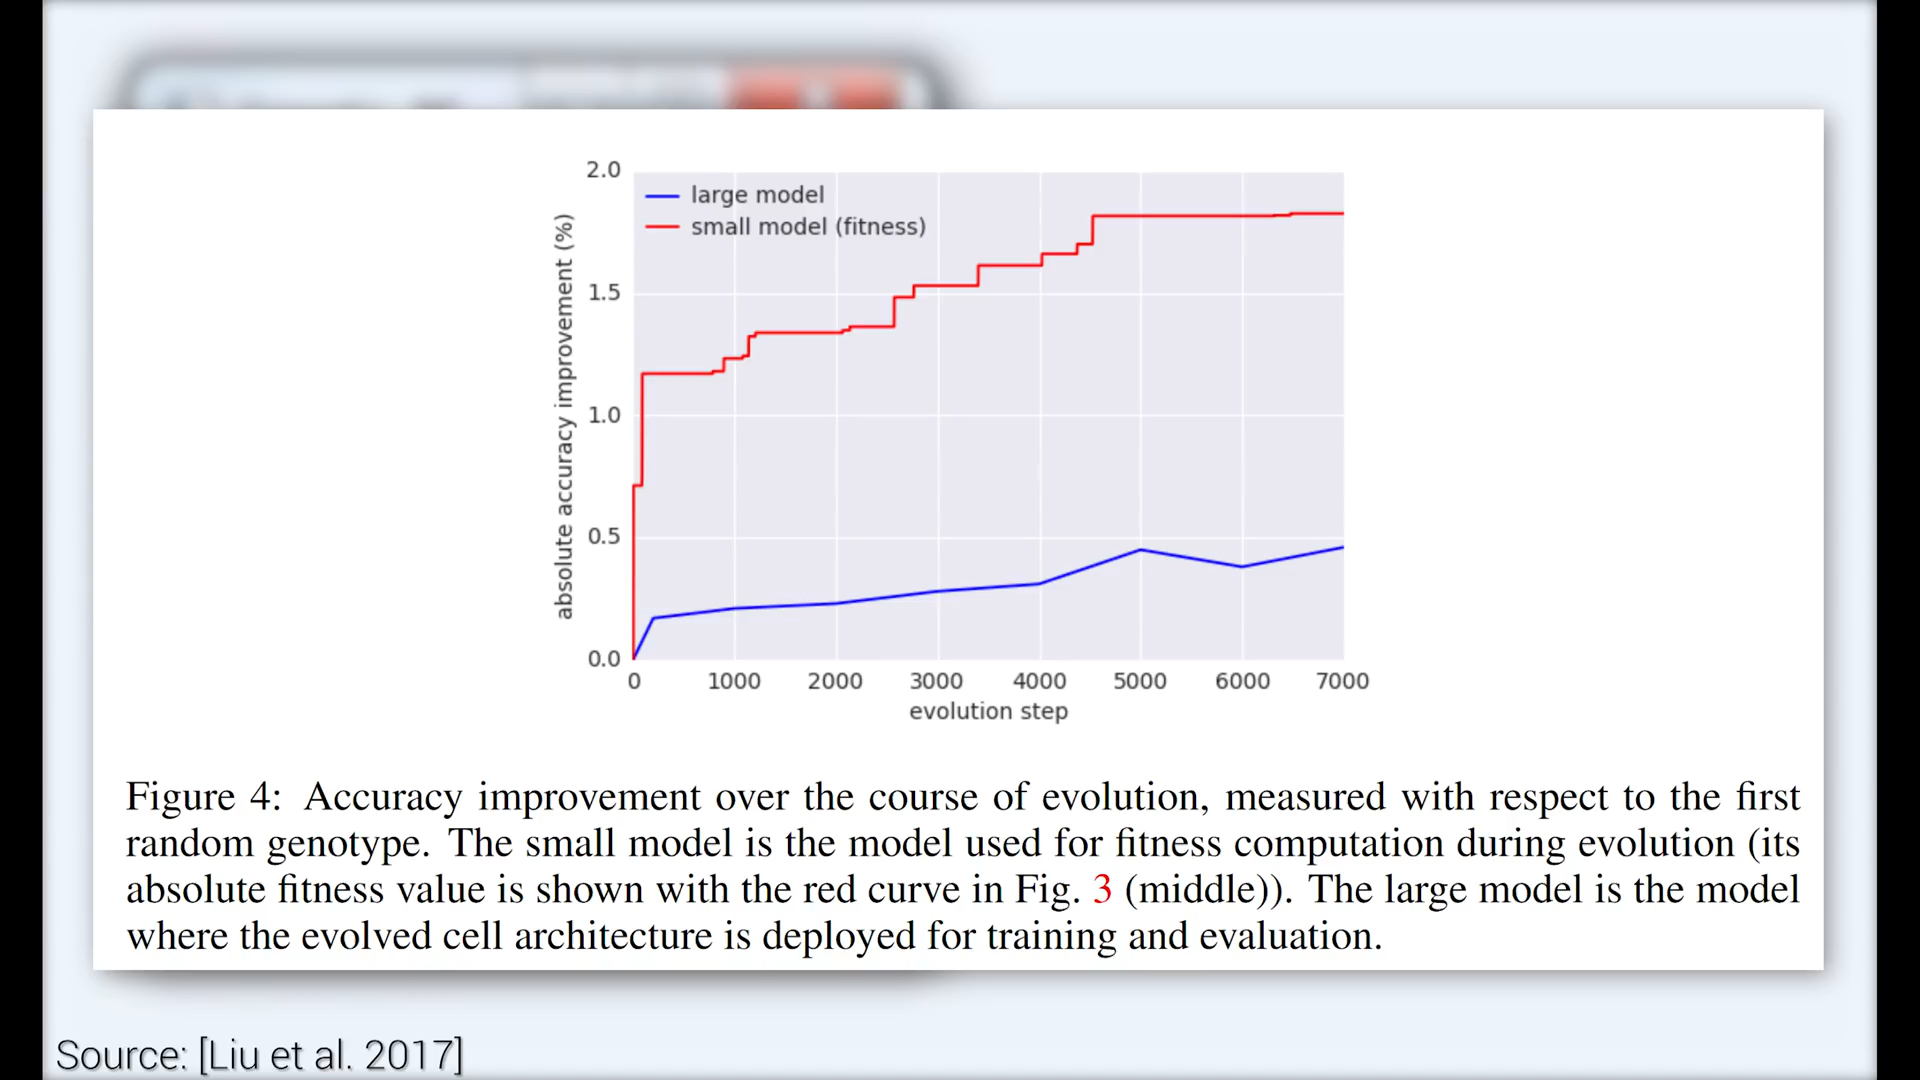 2.0
large model
small model (fitness)
1.5
1.0
0.5
0.0
absolute accuracy improvement (%)
0 1000 2000 3000 4000 5000 6000 7000
evolution step
Figure 4: Accuracy improvement over the course of evolution, measured with respect to the first
random genotype. The small model is the model used for fitness computation during evolution (its
absolute fitness value is shown with the red curve in Fig. 3 (middle)). The large model is the model
where the evolved cell architecture is deployed for training and evaluation.
Source: [Liu et al. 2017]